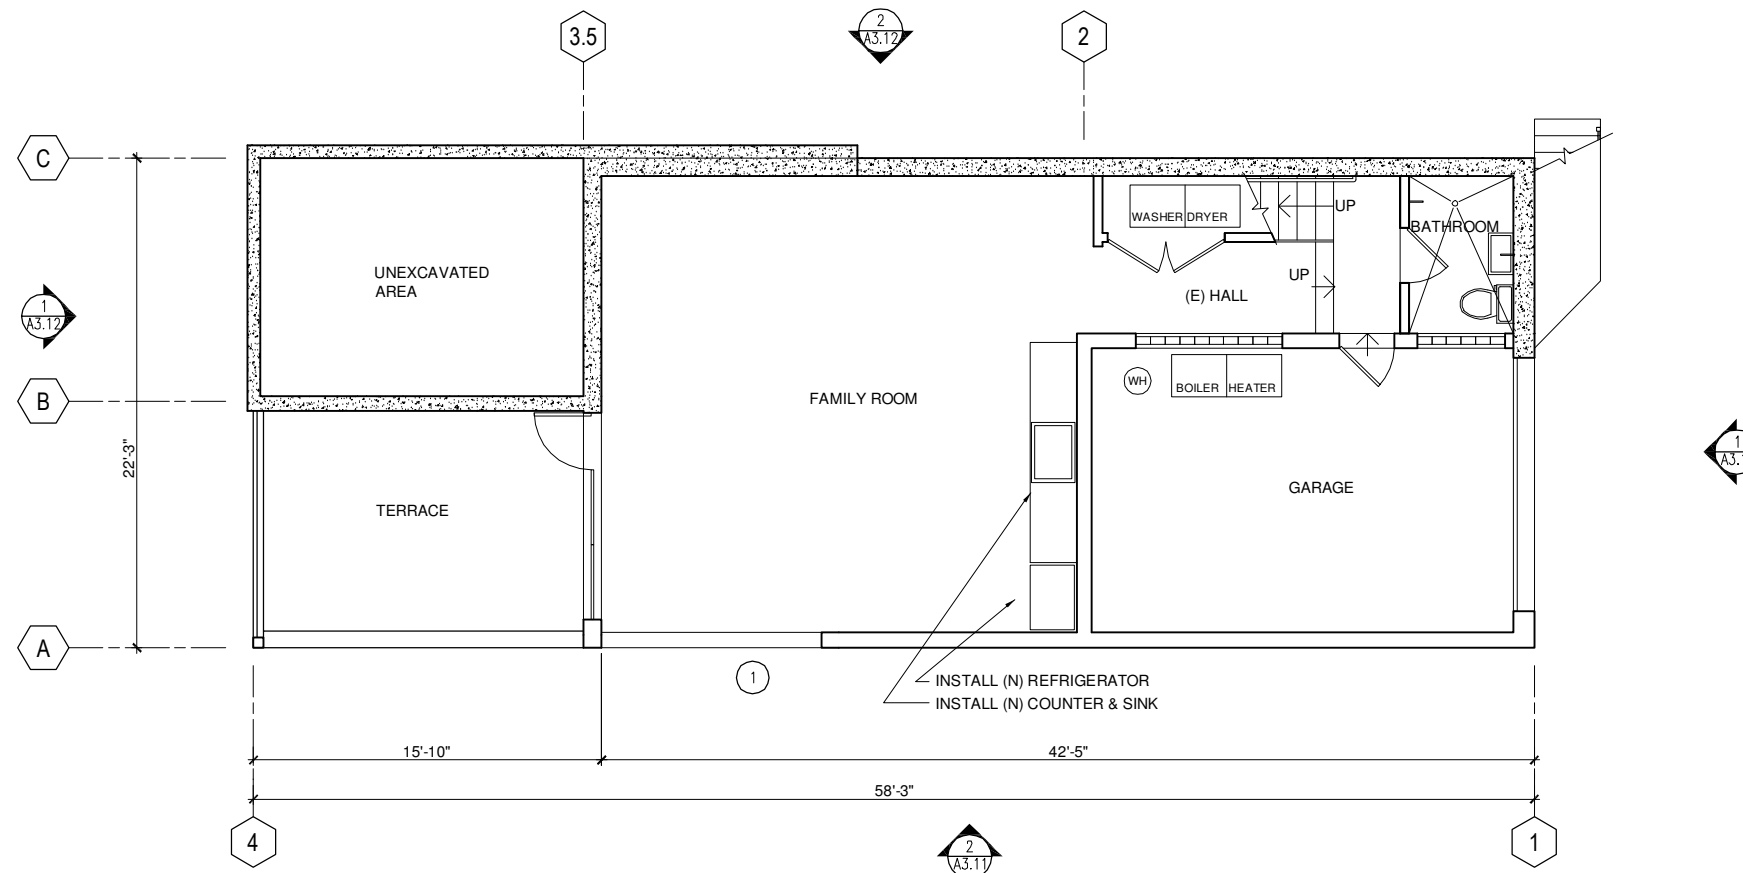 3.5
2
A3.12
2
C
WASHER DRYER
UP
BATHROOM
UNEXCAVATED
AREA
UP
(E) HALL
1
A3.12
BOILER HEATER
WH
B
FAMILY ROOM
22'-3"
1
GARAGE
TERRACE
A
1
INSTALL (N) REFRIGERATOR
INSTALL (N) COUNTER & SINK
15'-10"
42'-5"
58'-3"
4
2
A3.11
1